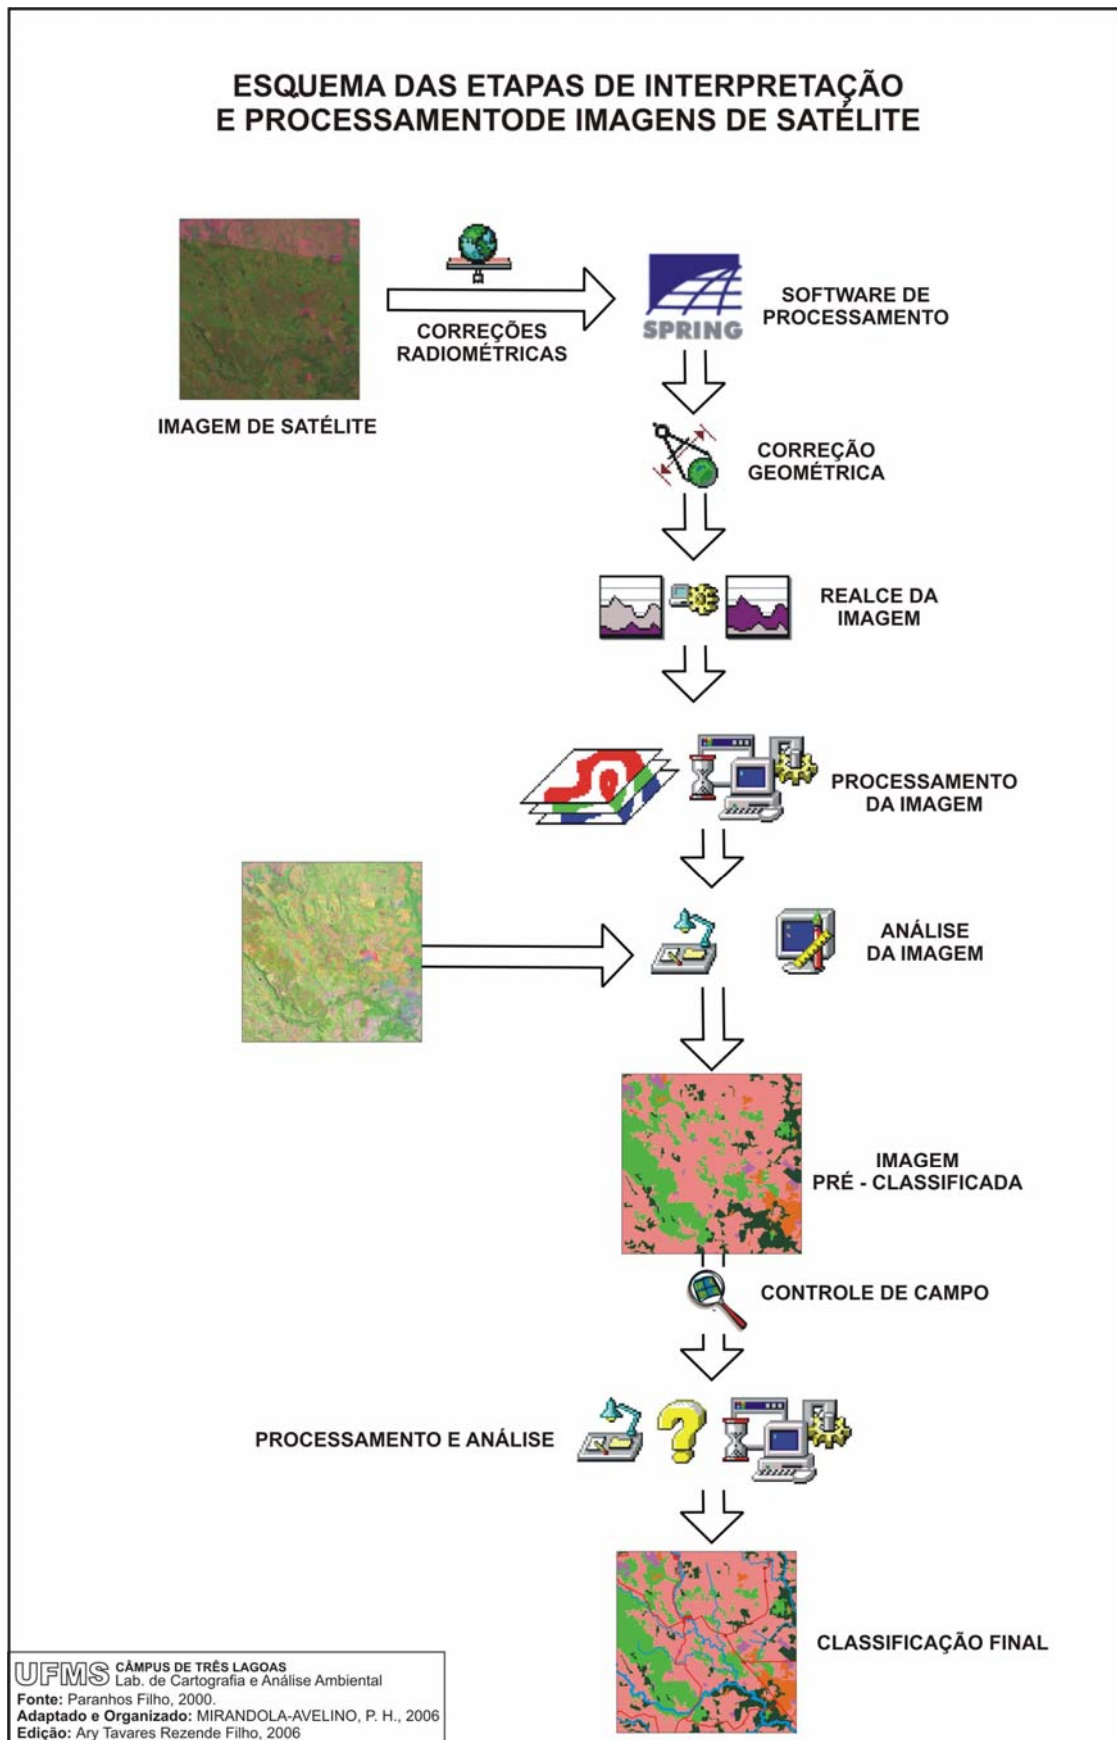 ESQUEMA DAS ETAPAS DE INTERPRETAÇÃO
E PROCESSAMENTODE IMAGENS DE SATÉLITE
CORREÇÕES
RADIOMÉTRICAS
SPRING
SOFTWARE DE
PROCESSAMENTO
IMAGEM DE SATÉLITE
CORREÇÃO
GEOMÉTRICA
REALCE DA
IMAGEM
PROCESSAMENTO
DA IMAGEM
ANÁLISE
DA IMAGEM
IMAGEM
PRÉ - CLASSIFICADA
CONTROLE DE CAMPO
PROCESSAMENTO E ANÁLISE
?
CLASSIFICAÇÃO FINAL
UFMS CÂMPUS DE TRÊS LAGOAS
Lab. de Cartografia e Análise Ambiental
Fonte: Paranhos Filho, 2000.
Adaptado e Organizado: MIRANDOLA-AVELINO, P. H., 2006
Edição: Ary Tavares Rezende Filho, 2006